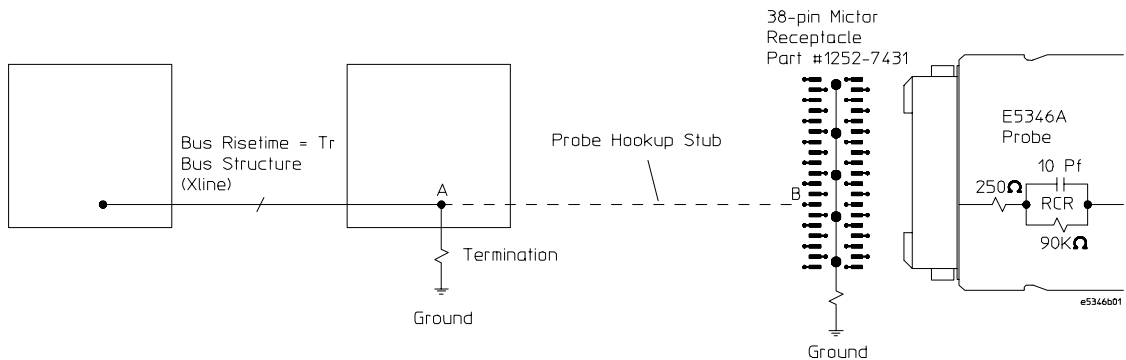 38-pin Mictor
Receptacle
Part #1252-7431
Bus Risetime = Tr
Bus Structure
(Xline)
A
Probe Hookup Stub
B
E5346A
Probe
10 Pf
250Ω
RCR
90KΩ
Termination
Ground
Ground
e5346b01